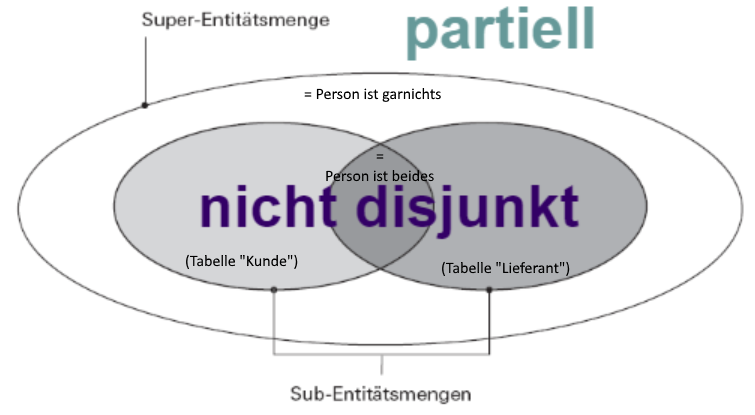 Super-Entitätsmenge
partiell
= Person ist garnichts
=
Person ist beides
nicht disjunkt
(Tabelle "Kunde")
(Tabelle "Lieferant")
Sub-Entitätsmengen